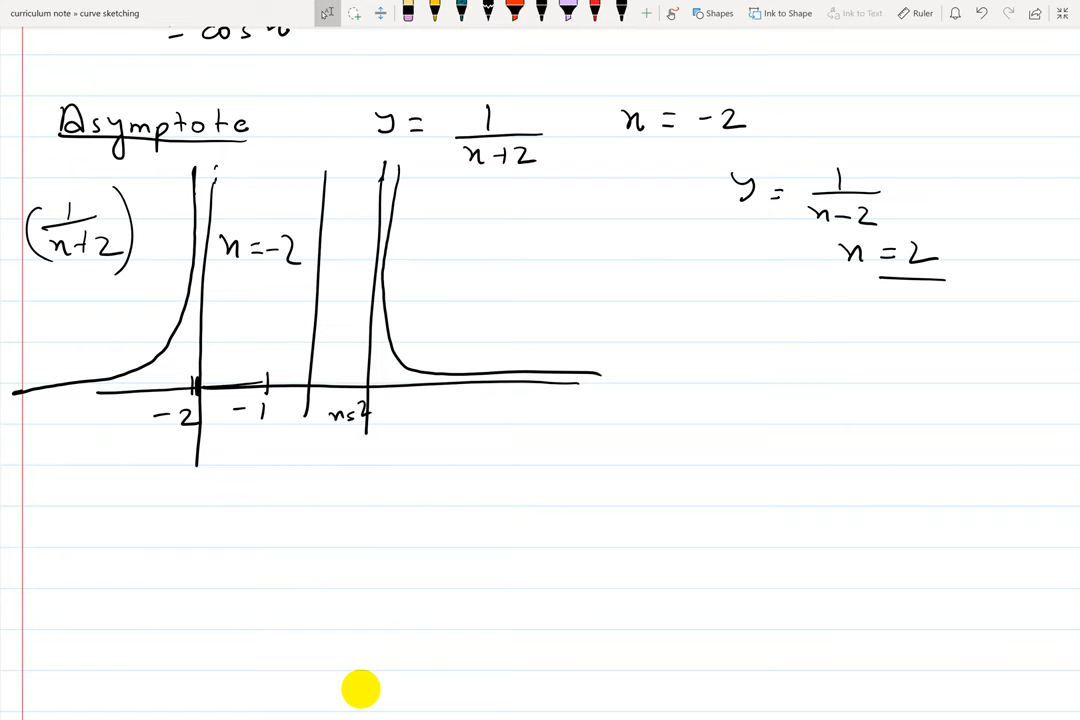 curriculum note » curve sketching
Shapes Ink to Shape Ink to Text Ruler
= cos
Asymptote y = 1/(x+2) x = -2
y = 1/(x-2)
x = 2
(1/(x+2)) x = -2
-2 -1 x=2